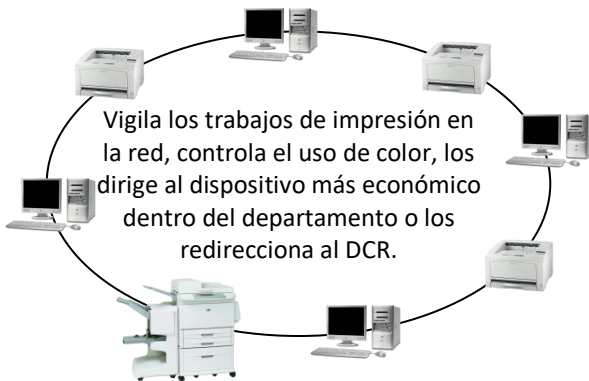 Vigila los trabajos de impresión en
la red, controla el uso de color, los
dirige al dispositivo más económico
dentro del departamento o los
redirecciona al DCR.